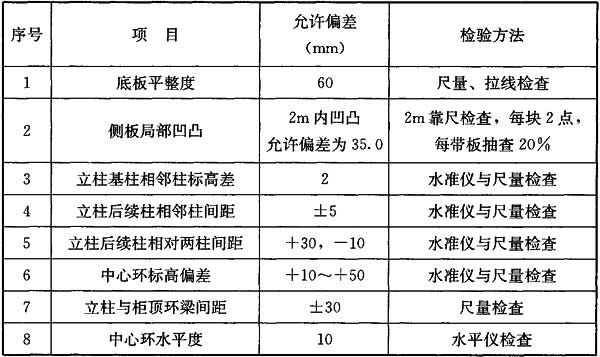 序号 项 目 允许偏差 检验方法
（mm）
1 底板平整度 60 尺量、拉线检查
2 侧板局部凹凸 2m 内凹凸 2m 靠尺检查，每块 2 点，
允许偏差为 35.0 每带板抽查 20%
3 立柱基柱相邻柱标高差 2 水准仪与尺量检查
4 立柱后续柱相邻柱间距 ±5 水准仪与尺量检查
5 立柱后续柱相对两柱间距 +30，-10 水准仪与尺量检查
6 中心环标高偏差 +10～+50 水准仪与尺量检查
7 立柱与柜顶环梁间距 ±30 尺量检查
8 中心环水平度 10 水平仪检查